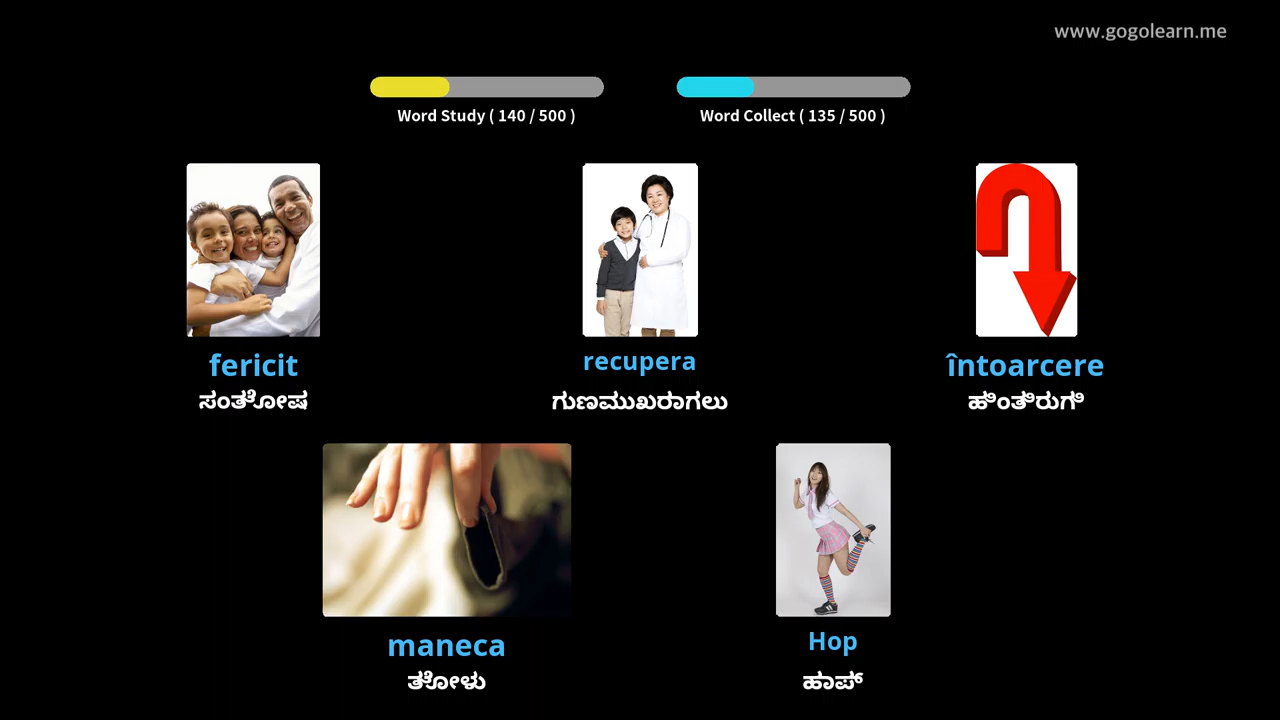 www.gogolearn.me
Word Study ( 140 / 500 )
Word Collect ( 135 / 500 )
fericit
ಸಂತೋಷ
recupera
ಗುಣಮುಖರಾಗಲು
întoarcere
ಹಿಂತಿರುಗಿ
maneca
ತೋಳು
Hop
ಹಾಪ್